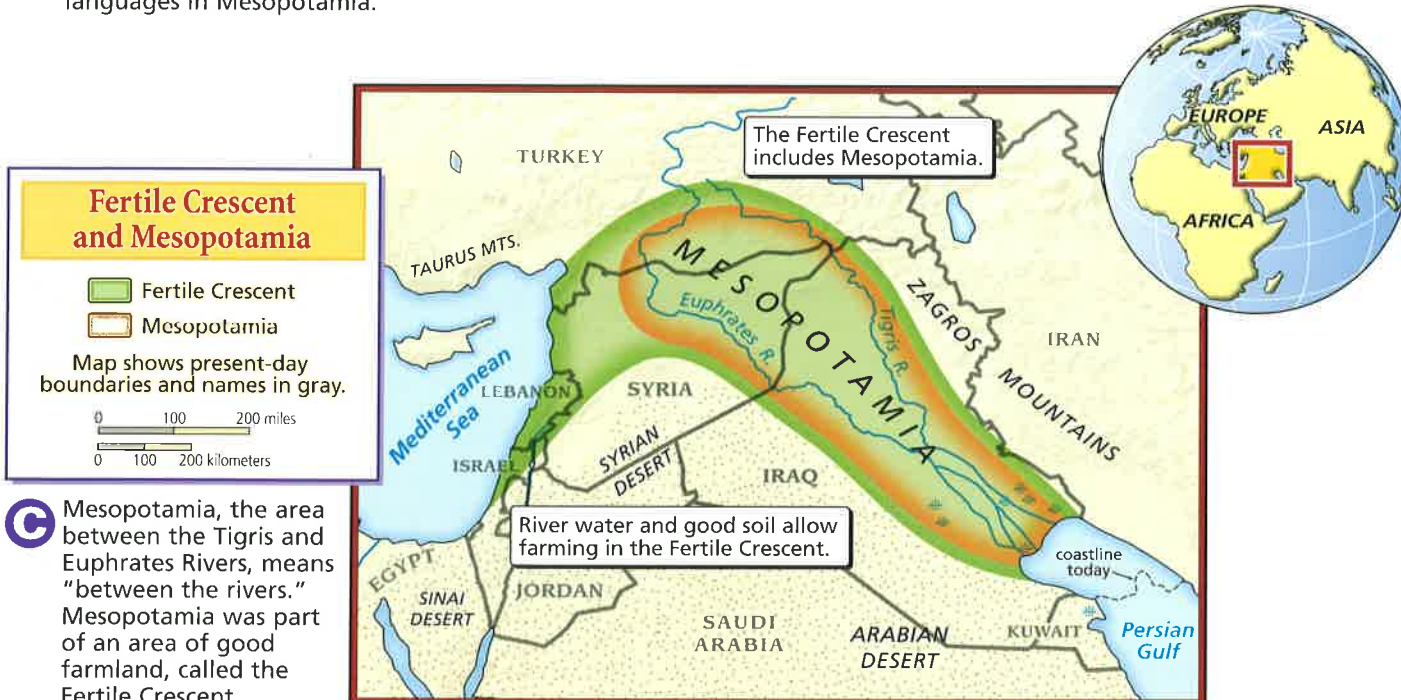 languages in Mesopotamia.
EUROPE
ASIA
AFRICA
Fertile Crescent
and Mesopotamia
Fertile Crescent
Mesopotamia
Map shows present-day
boundaries and names in gray.
0 100 200 miles
0 100 200 kilometers
The Fertile Crescent
includes Mesopotamia.
TURKEY
TAURUS MTS.
MESOPOTAMIA
Euphrates R.
Tigris R.
ZAGROS MOUNTAINS
IRAN
Mediterranean
Sea
LEBANON
SYRIA
ISRAEL
SYRIAN
DESERT
IRAQ
River water and good soil allow
farming in the Fertile Crescent.
EGYPT
SINAI
DESERT
JORDAN
SAUDI
ARABIA
ARABIAN
DESERT
KUWAIT
coastline
today
Persian
Gulf
C
Mesopotamia, the area
between the Tigris and
Euphrates Rivers, means
"between the rivers."
Mesopotamia was part
of an area of good
farmland, called the
Fertile Crescent